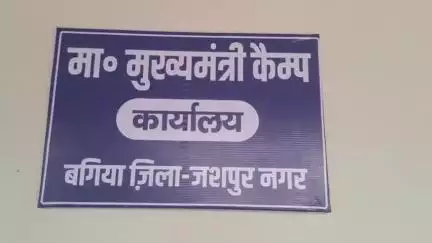 मा० मुख्यमंत्री कैम्प
कार्यालय
बगिया ज़िला-जशपुर नगर